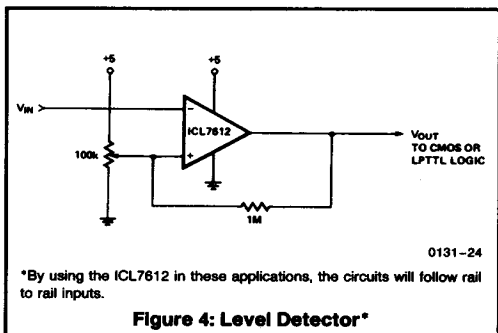 +5
+5
VIN
-
ICL7612
100k
+
VOUT
TO CMOS OR
LPTTL LOGIC
1M
0131-24
*By using the ICL7612 in these applications, the circuits will follow rail
to rail inputs.
Figure 4: Level Detector*